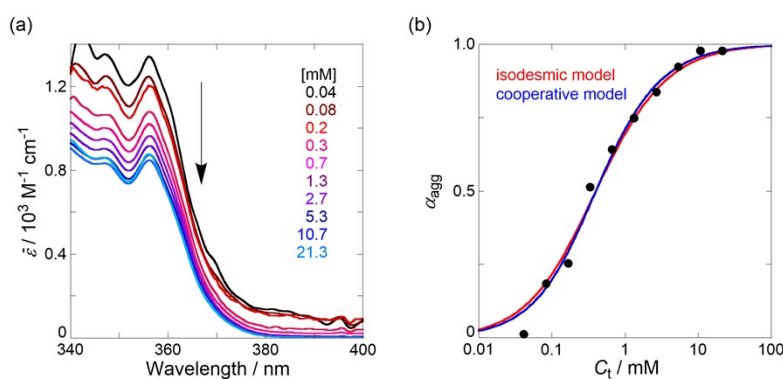 (a)
ε̄ / 10³ M⁻¹ cm⁻¹
1.2
0.8
0.4
0
340
360
380
400
Wavelength / nm
[mM]
0.04
0.08
0.2
0.3
0.7
1.3
2.7
5.3
10.7
21.3
(b)
αagg
1.0
0.5
0
0.01
0.1
1
10
100
Ct / mM
isodesmic model
cooperative model